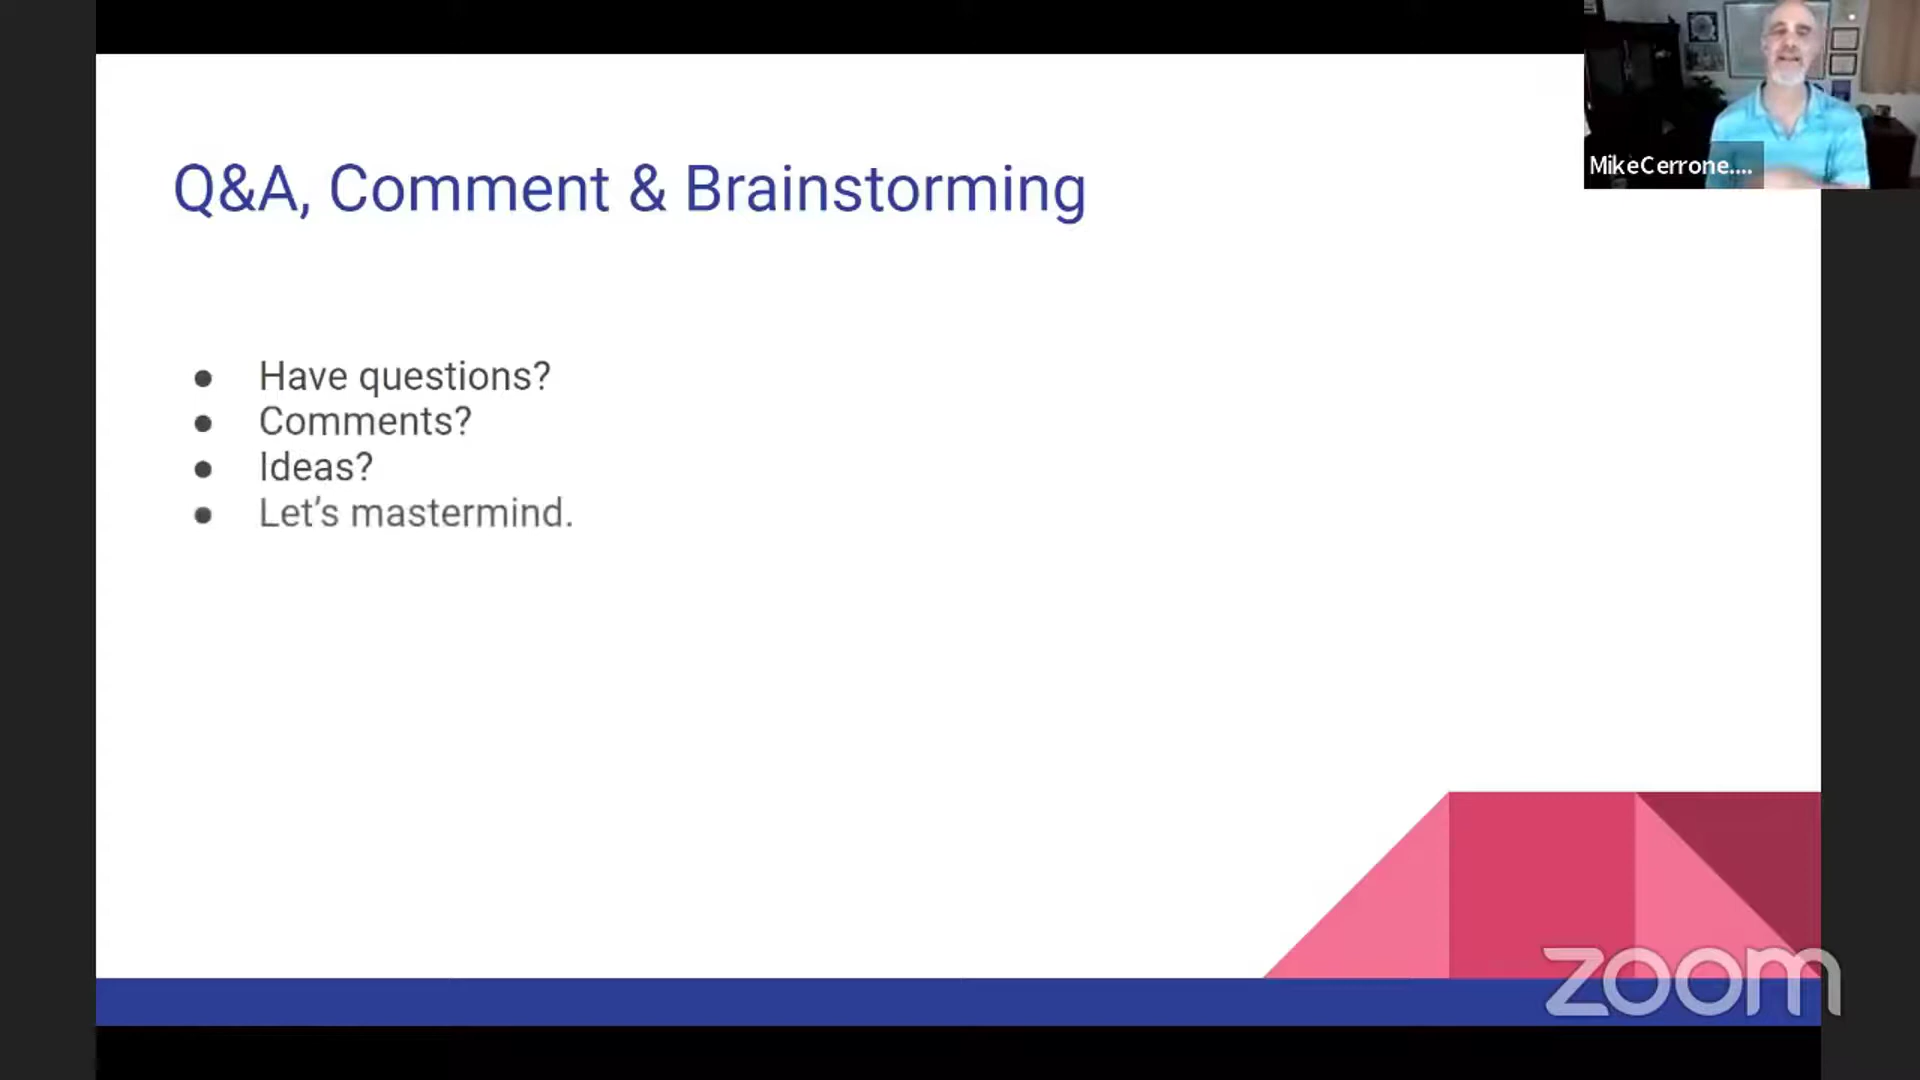 MikeCerrone....
Q&A, Comment & Brainstorming
● Have questions?
● Comments?
● Ideas?
● Let's mastermind.
zoom